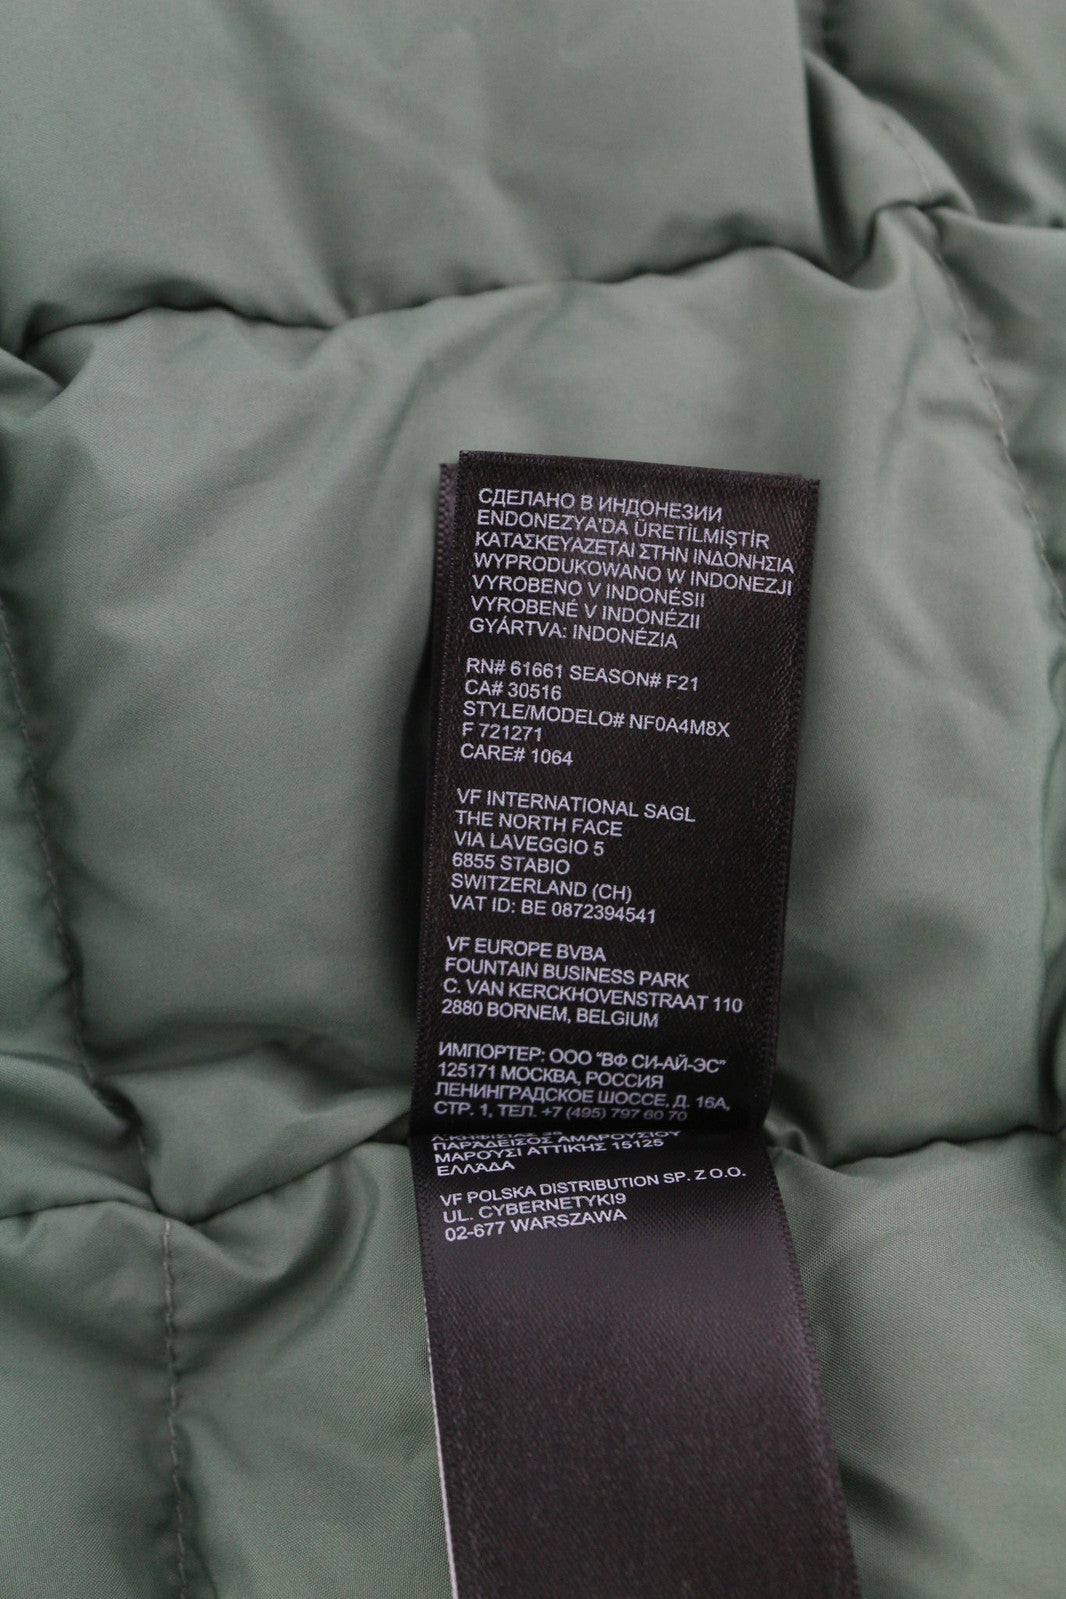 СДЕЛАНО В ИНДОНЕЗИИ
ENDONEZYA'DA ÜRETİLMİŞTİR
ΚΑΤΑΣΚΕΥΑΖΕΤΑΙ ΣΤΗΝ ΙΝΔΟΝΗΣΙΑ
WYPRODUKOWANO W INDONEZJI
VYROBENO V INDONÉSII
VYROBENÉ V INDONÉZII
GYÁRTVA: INDONÉZIA
RN# 61661 SEASON# F21
CA# 30516
STYLE/MODELO# NF0A4M8X
F 721271
CARE# 1064
VF INTERNATIONAL SAGL
THE NORTH FACE
VIA LAVEGGIO 5
6855 STABIO
SWITZERLAND (CH)
VAT ID: BE 0872394541
VF EUROPE BVBA
FOUNTAIN BUSINESS PARK
C. VAN KERCKHOVENSTRAAT 110
2880 BORNEM, BELGIUM
ИМПОРТЕР: ООО "ВФ СИ-АЙ-ЭС"
125171 МОСКВА, РОССИЯ
ЛЕНИНГРАДСКОЕ ШОССЕ, Д. 16А,
СТР. 1, ТЕЛ. +7 (495) 797 60 70
ΠΑΡΑΔΕΙΣΟΣ ΑΜΑΡΟΥΣΙΟΥ
ΜΑΡΟΥΣΙ ΑΤΤΙΚΗΣ 15125
ΕΛΛΑΔΑ
VF POLSKA DISTRIBUTION SP. Z.O.O.
UL. CYBERNETYKI9
02-677 WARSZAWA